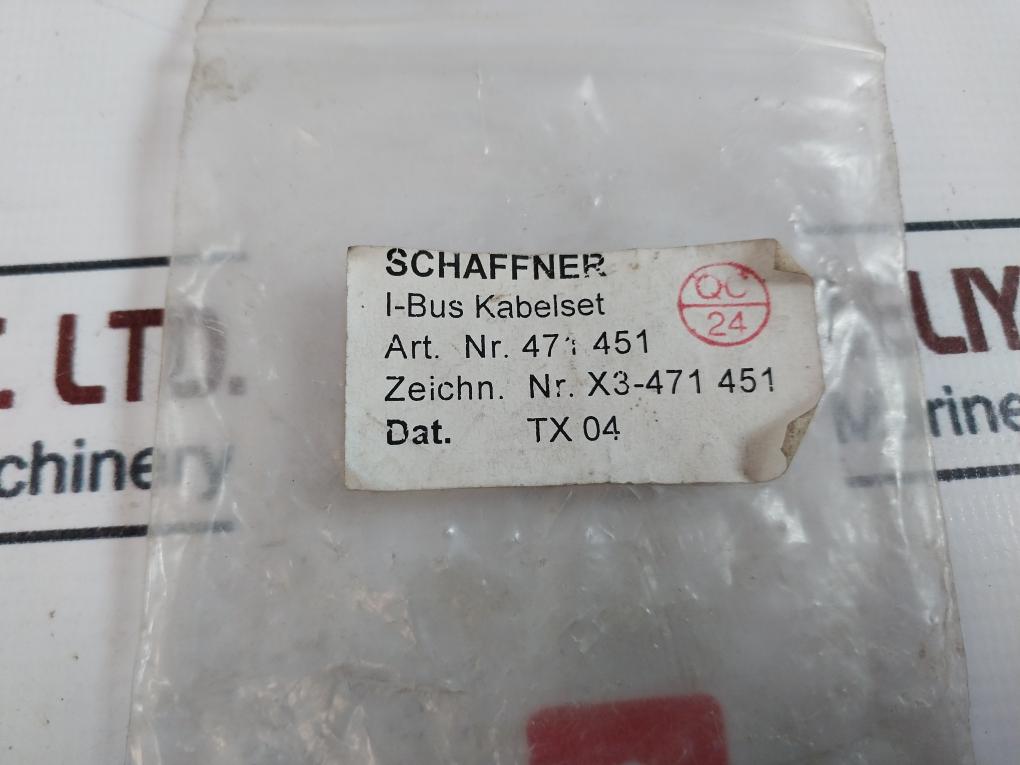 SCHAFFNER
I-Bus Kabelset
QC
24
Art. Nr. 471 451
Zeichn. Nr. X3-471 451
Dat. TX 04
LTD.
chinery
LIY